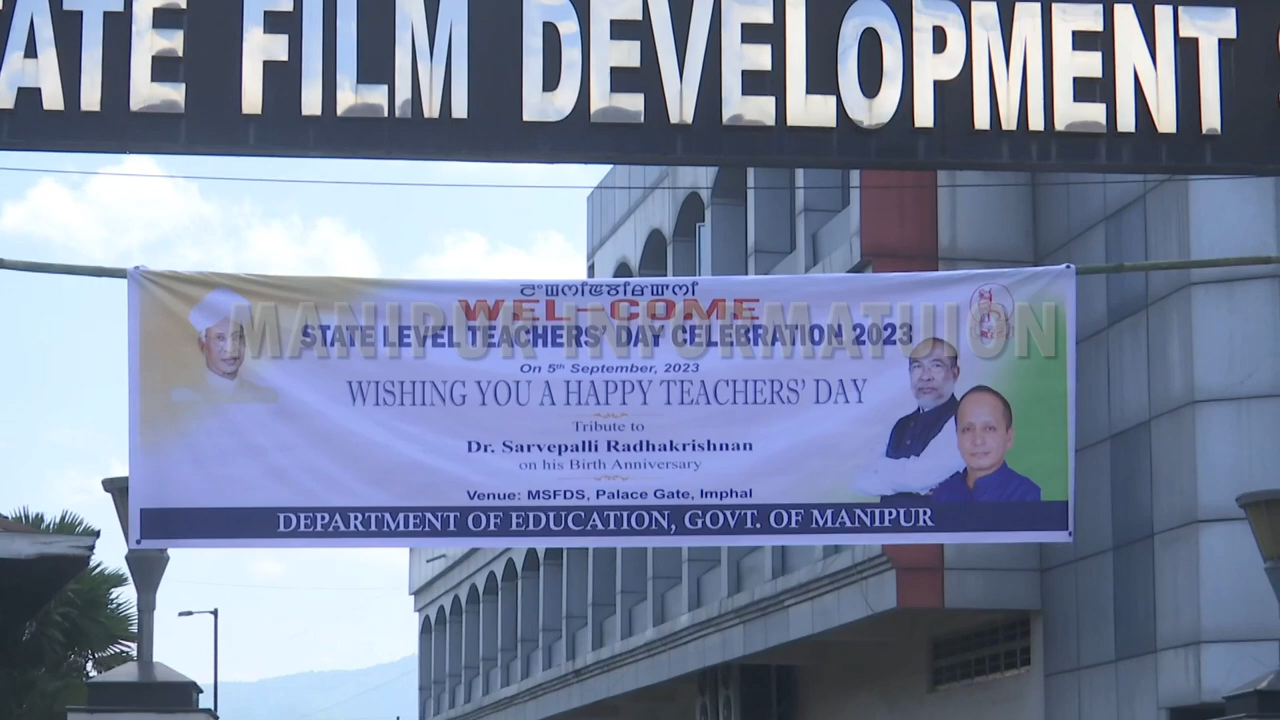 ATE FILM DEVELOPMENT
WEL-COME
MANIPUR INFORMATUION
STATE LEVEL TEACHERS' DAY CELEBRATION 2023
On 5th September, 2023
WISHING YOU A HAPPY TEACHERS' DAY
Tribute to
Dr. Sarvepalli Radhakrishnan
on his Birth Anniversary
Venue: MSFDS, Palace Gate, Imphal
DEPARTMENT OF EDUCATION, GOVT. OF MANIPUR